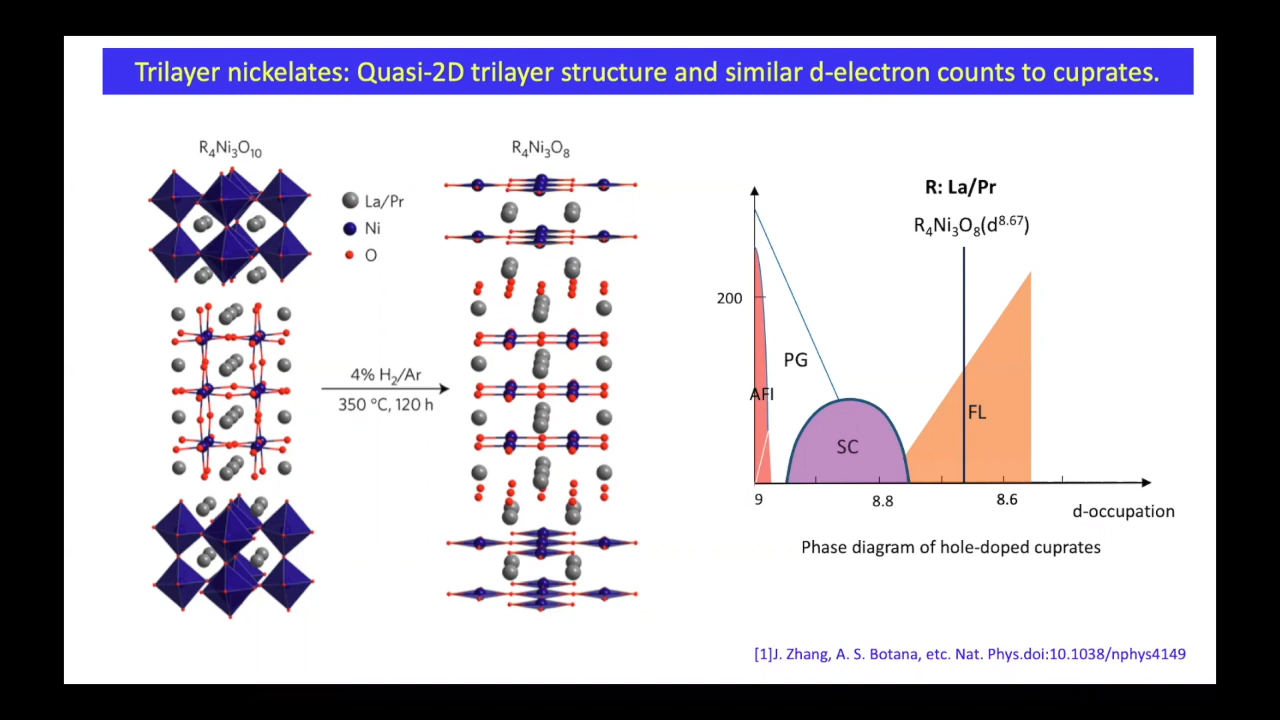 Trilayer nickelates: Quasi-2D trilayer structure and similar d-electron counts to cuprates.
R₄Ni₃O₁₀
La/Pr
Ni
O
4% H₂/Ar
350 °C, 120 h
R₄Ni₃O₈
R: La/Pr
R₄Ni₃O₈(d⁸·⁶⁷)
200
PG
AFI
SC
FL
9
8.8
8.6
d-occupation
Phase diagram of hole-doped cuprates
[1]J. Zhang, A. S. Botana, etc. Nat. Phys.doi:10.1038/nphys4149